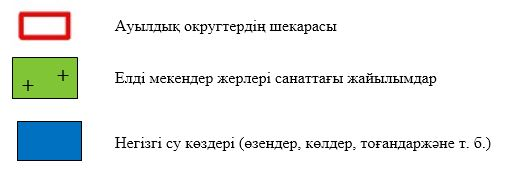 Ауылдық округтердің шекарасы
Елді мекендер жерлері санаттағы жайылымдар
Негізгі су көздері (өзендер, көлдер, тоғандаржәне т. б.)